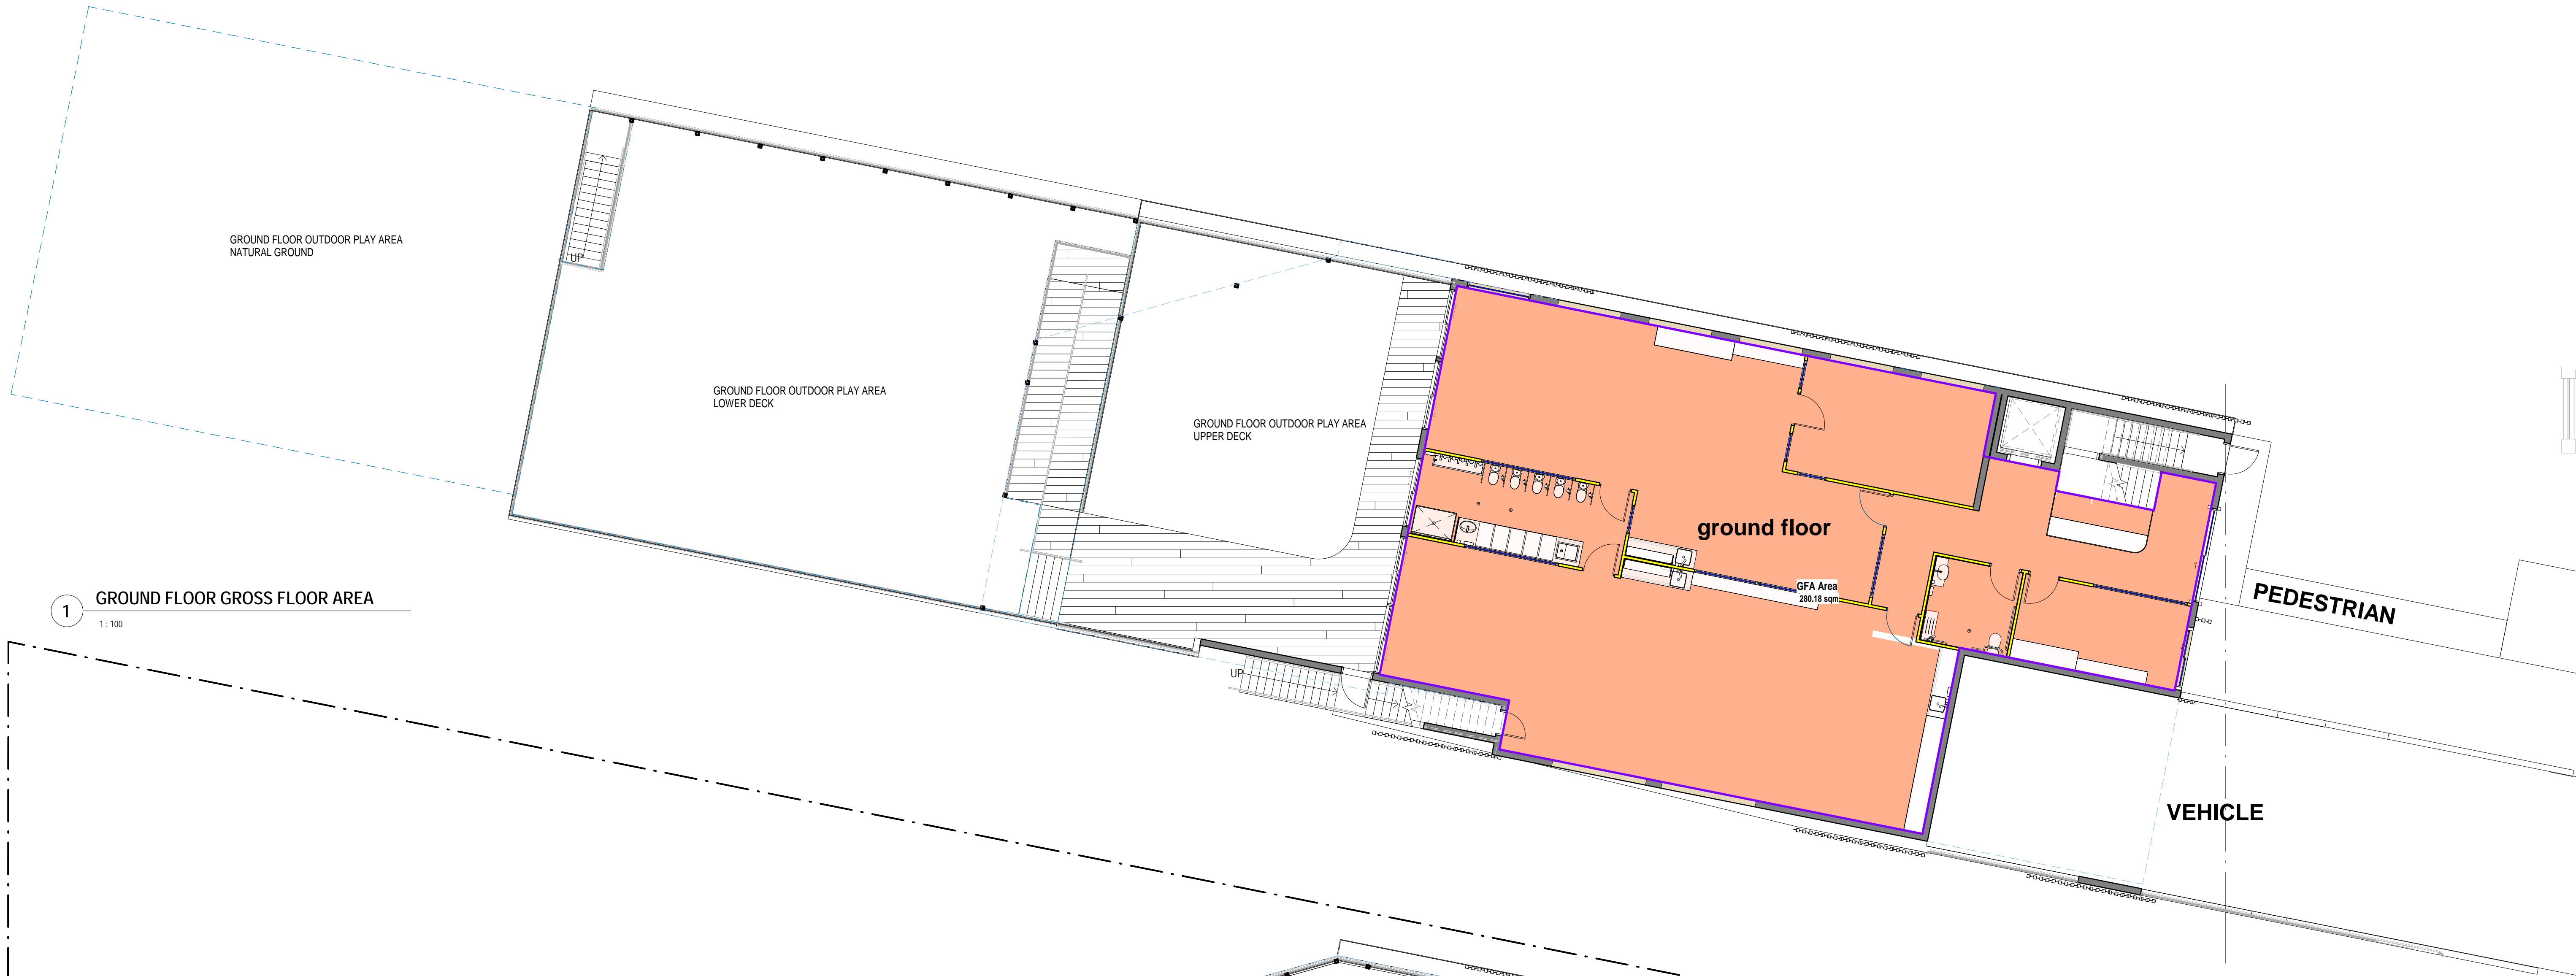 GROUND FLOOR OUTDOOR PLAY AREA
NATURAL GROUND
UP
GROUND FLOOR OUTDOOR PLAY AREA
LOWER DECK
GROUND FLOOR OUTDOOR PLAY AREA
UPPER DECK
ground floor
GFA Area
280.18 sqm
1
GROUND FLOOR GROSS FLOOR AREA
1 : 100
PEDESTRIAN
UP
VEHICLE